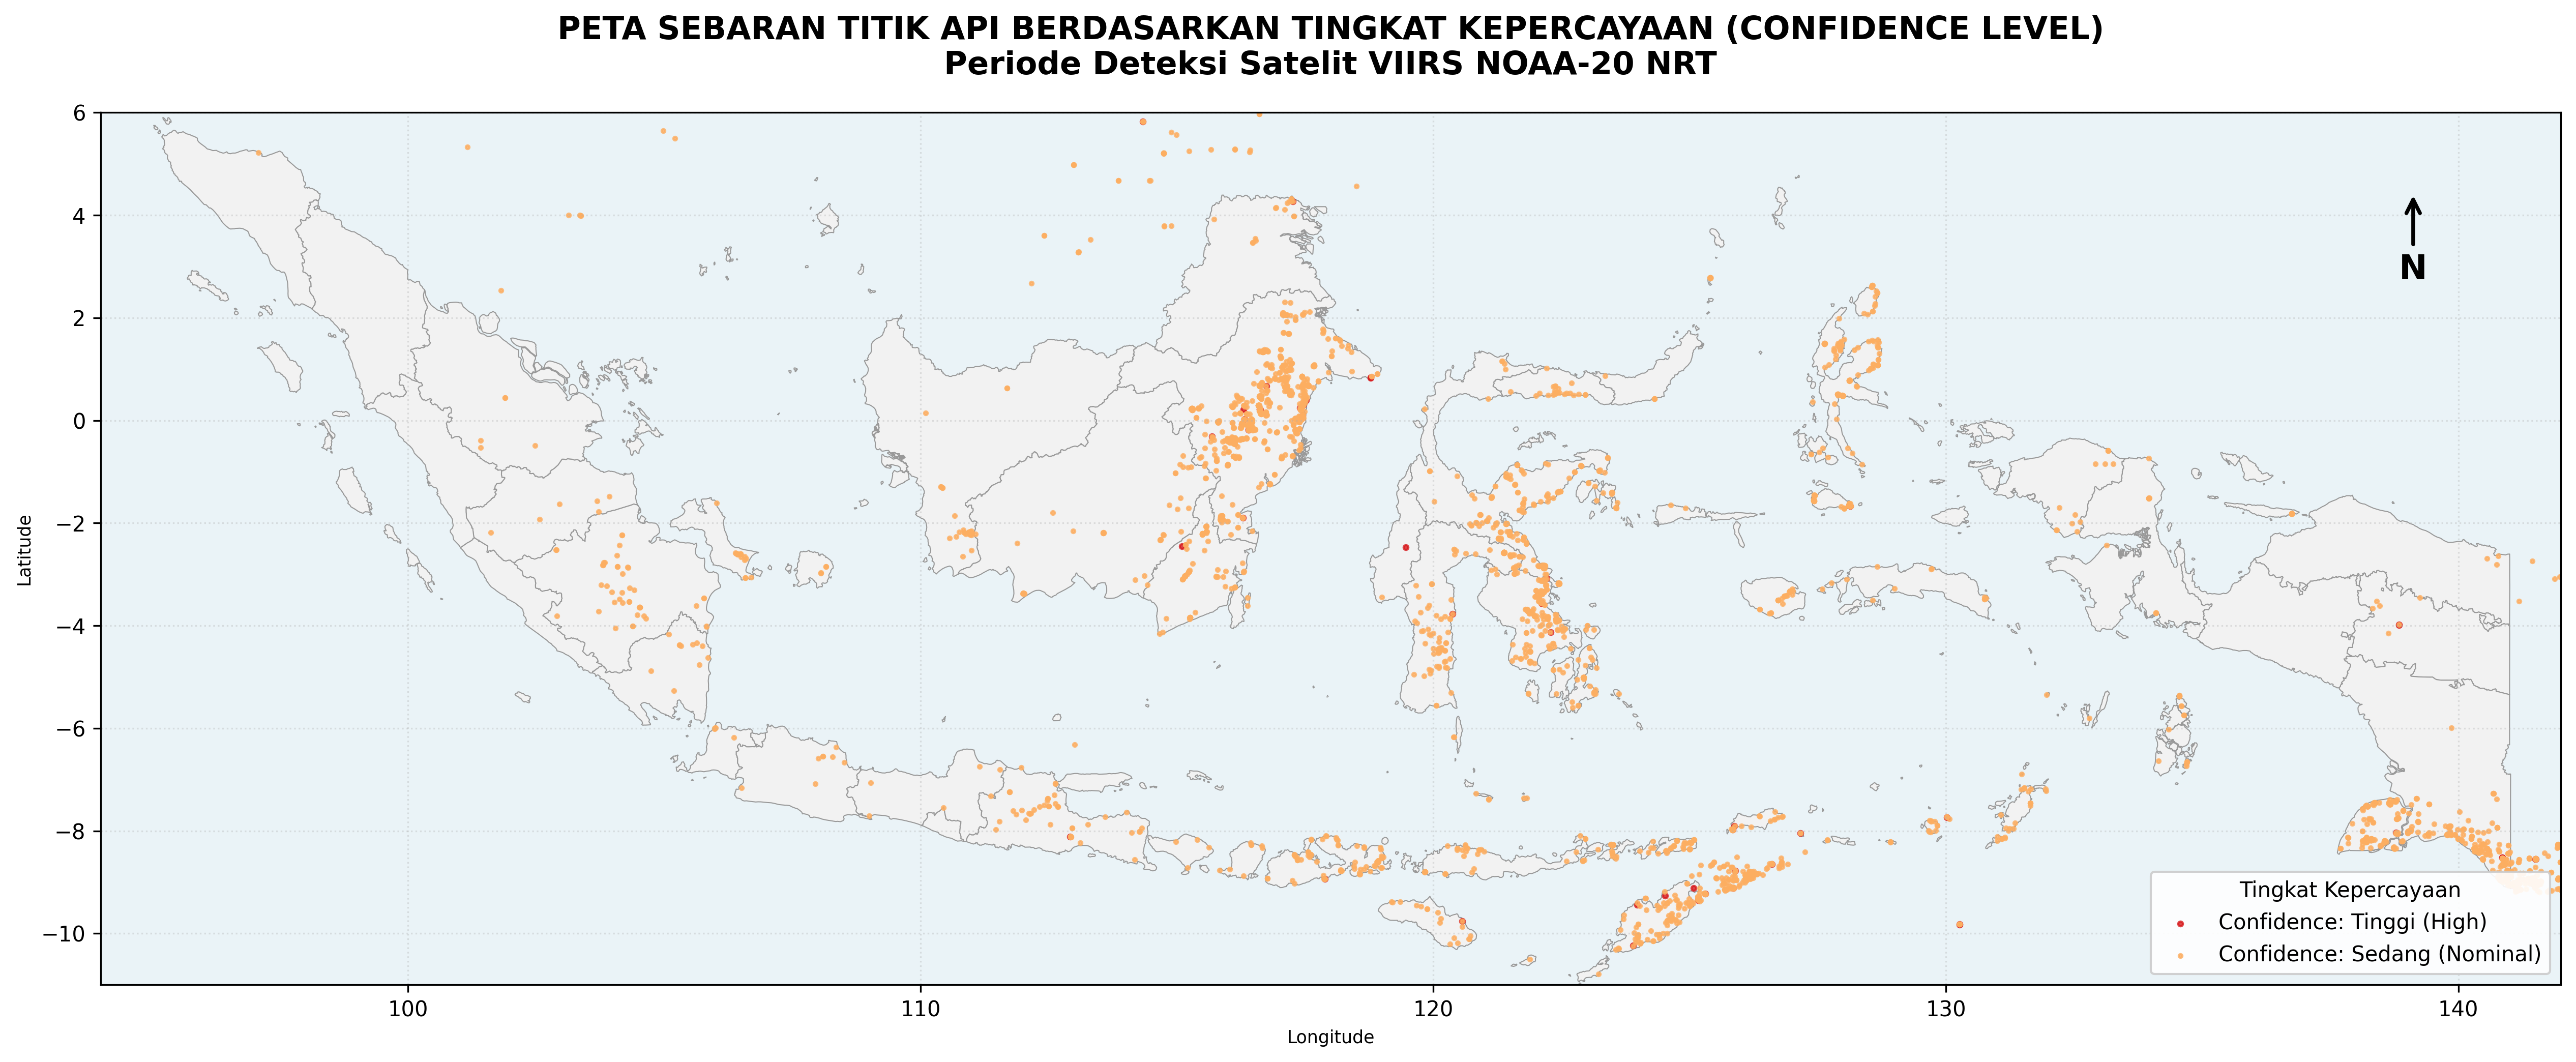 PETA SEBARAN TITIK API BERDASARKAN TINGKAT KEPERCAYAAN (CONFIDENCE LEVEL)
Periode Deteksi Satelit VIIRS NOAA-20 NRT
6
4
2
0
−2
−4
−6
−8
−10
Latitude
N
Tingkat Kepercayaan
Confidence: Tinggi (High)
Confidence: Sedang (Nominal)
100
110
120
130
140
Longitude